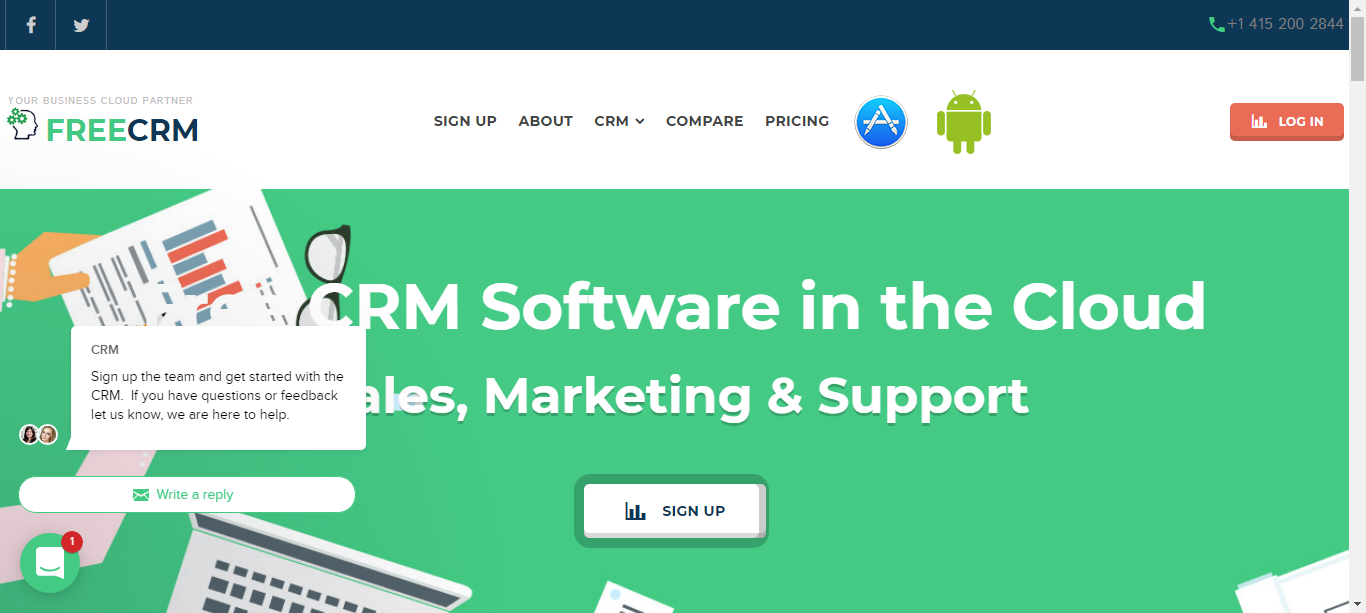 +1 415 200 2844
YOUR BUSINESS CLOUD PARTNER
FREECRM
SIGN UP ABOUT CRM COMPARE PRICING
LOG IN
Free CRM Software in the Cloud
ales, Marketing & Support
CRM
Sign up the team and get started with the
CRM. If you have questions or feedback
let us know, we are here to help.
Write a reply
SIGN UP
1